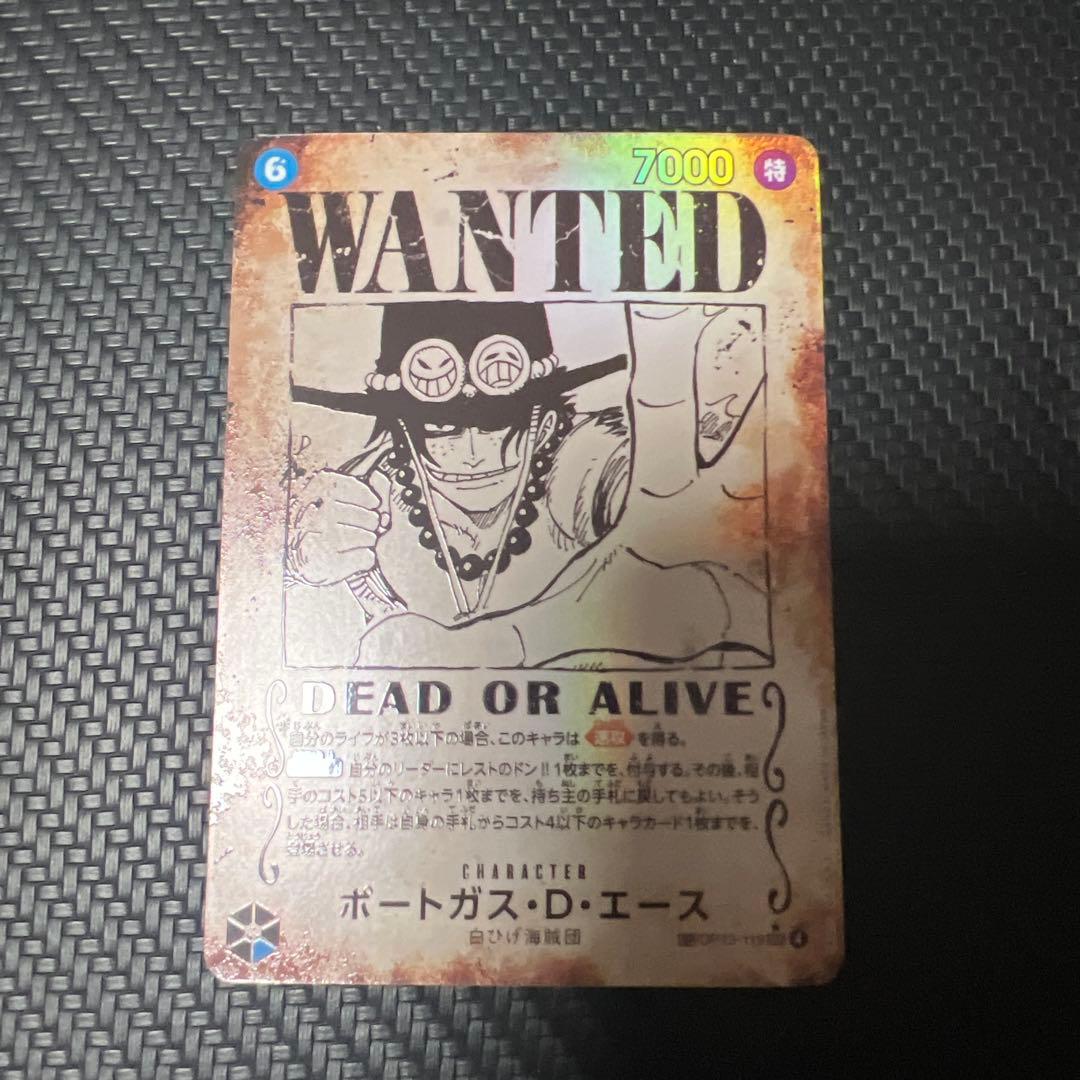 6 7000 特
WANTED
DEAD OR ALIVE
自分のライフが3枚以下の場合、このキャラは 速攻 を得る。
自分のリーダーにレストのドン!!1枚までを、付与する。その後、相
手のコスト5以下のキャラ1枚までを、持ち主の手札に戻してもよい。そう
した場合、相手は自身の手札からコスト4以下のキャラカード1枚までを、
登場させる。
CHARACTER
ポートガス・D・エース
白ひげ海賊団
OP13-119 4